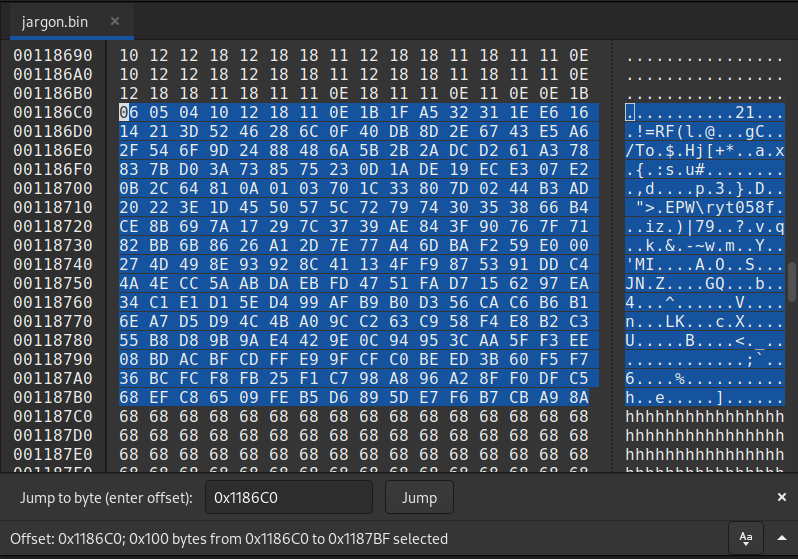 jargon.bin ×
00118690 10 12 12 18 12 18 18 11 12 18 18 11 18 11 11 0E ................
001186A0 10 12 12 18 12 18 18 11 12 18 18 11 18 11 11 0E ................
001186B0 12 18 18 11 18 11 11 0E 18 11 11 0E 11 0E 0E 1B ................
001186C0 06 05 04 10 12 18 11 0E 1B 1F A5 32 31 1E E6 16 ...........21...
001186D0 14 21 3D 52 46 28 6C 0F 40 DB 8D 2E 67 43 E5 A6 .!=RF(l.@...gC..
001186E0 2F 54 6F 9D 24 88 48 6A 5B 2B 2A DC D2 61 A3 78 /To.$.Hj[+*..a.x
001186F0 83 7B D0 3A 73 85 75 23 0D 1A DE 19 EC E3 07 E2 .{.:s.u#........
00118700 0B 2C 64 81 0A 01 03 70 1C 33 80 7D 02 44 B3 AD .,d....p.3.}.D..
00118710 20 22 3E 1D 45 50 57 5C 72 79 74 30 35 38 66 B4 ">.EPW\ryt058f.
00118720 CE 8B 69 7A 17 29 7C 37 39 AE 84 3F 90 76 7F 71 ..iz.)|79..?.v.q
00118730 82 BB 6B 86 26 A1 2D 7E 77 A4 6D BA F2 59 E0 00 ..k.&.-~w.m..Y..
00118740 27 4D 49 8E 93 92 8C 41 13 4F F9 87 53 91 DD C4 'MI....A.O..S...
00118750 4A 4E CC 5A AB DA EB FD 47 51 FA D7 15 62 97 EA JN.Z....GQ...b..
00118760 34 C1 E1 D1 5E D4 99 AF B9 B0 D3 56 CA C6 B6 B1 4...^......V....
00118770 6E A7 D5 D9 4C 4B A0 9C C2 63 C9 58 F4 E8 B2 C3 n...LK...c.X....
00118780 55 B8 D8 9B 9A E4 42 9E 0C 94 95 3C AA 5F F3 EE U.....B....<._..
00118790 08 BD AC BF CD FF E9 9F CF C0 BE ED 3B 60 F5 F7 ............;`..
001187A0 36 BC FC F8 FB 25 F1 C7 98 A8 96 A2 8F F0 DF C5 6....%..........
001187B0 68 EF C8 65 09 FE B5 D6 89 5D E7 F6 B7 CB A9 8A h..e.....]......
001187C0 68 68 68 68 68 68 68 68 68 68 68 68 68 68 68 68 hhhhhhhhhhhhhhhh
001187D0 68 68 68 68 68 68 68 68 68 68 68 68 68 68 68 68 hhhhhhhhhhhhhhhh
001187E0 68 68 68 68 68 68 68 68 68 68 68 68 68 68 68 68 hhhhhhhhhhhhhhhh
001187F0 68 68 68 68 68 68 68 68 68 68 68 68 68 68 68 68 hhhhhhhhhhhhhhhh
Jump to byte (enter offset): 0x1186C0 Jump ×
Offset: 0x1186C0; 0x100 bytes from 0x1186C0 to 0x1187BF selected Aa